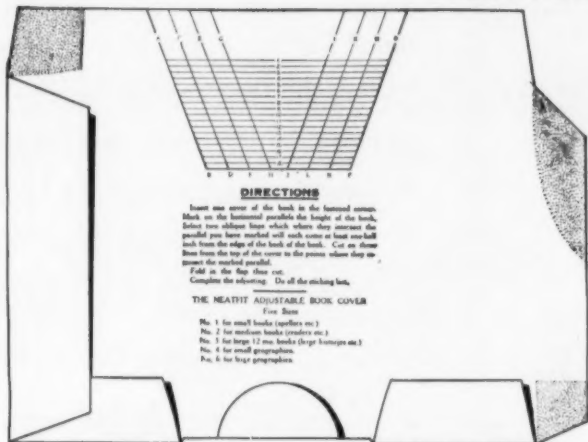 B D F H J L N P
DIRECTIONS
Insert one cover of the book in the fastened corner.
Mark on the horizontal parallels the height of the book.
Select two oblique lines which where they intersect the
parallel you have marked will each come at least one-half
inch from the edge of the back of the book. Cut on these
lines from the top of the cover to the points where they in-
tersect the marked parallel.
Fold in the flap thus cut.
Complete the adjusting. Do all the sticking last.
THE NEATFIT ADJUSTABLE BOOK COVER
Five Sizes
No. 1 for small books (spellers etc.)
No. 2 for medium books (readers etc.)
No. 3 for large 12 mo. books (large histories etc.)
No. 4 for small geographies.
No. 6 for large geographies.